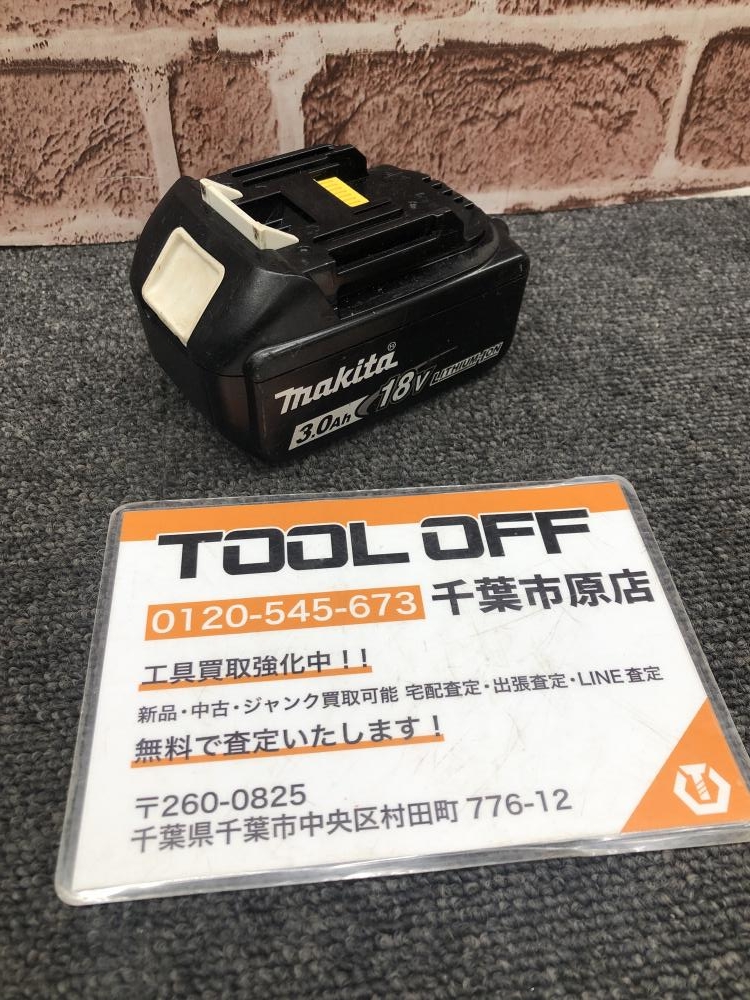 makita®
3.0Ah 18V LITHIUM-ION
TOOL OFF
0120-545-673 千葉市原店
工具買取強化中!!
新品・中古・ジャンク買取可能 宅配査定・出張査定・LINE査定
無料で査定いたします!
〒260-0825
千葉県千葉市中央区村田町 776-12